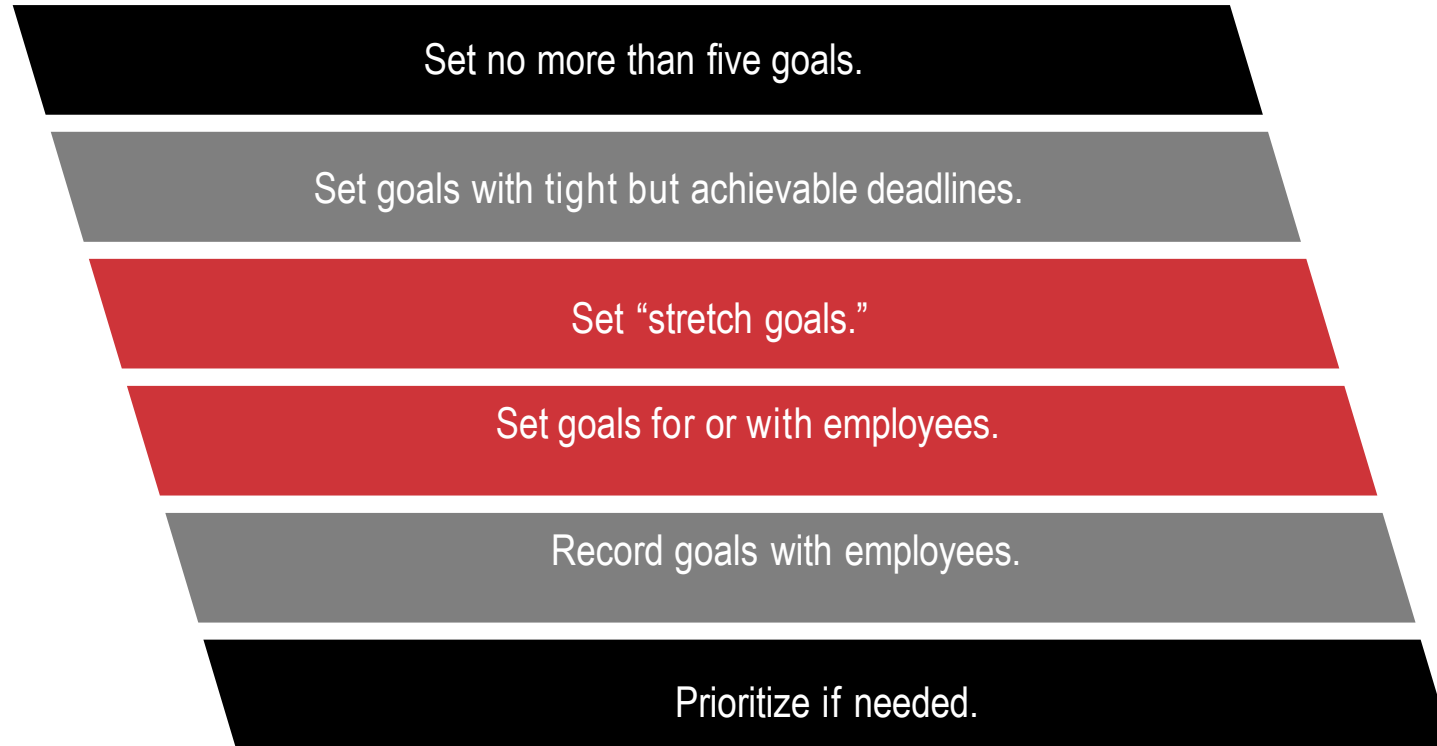 Set no more than five goals.
Set goals with tight but achievable deadlines.
Set “stretch goals.”
Set goals for or with employees.
Record goals with employees.
Prioritize if needed.